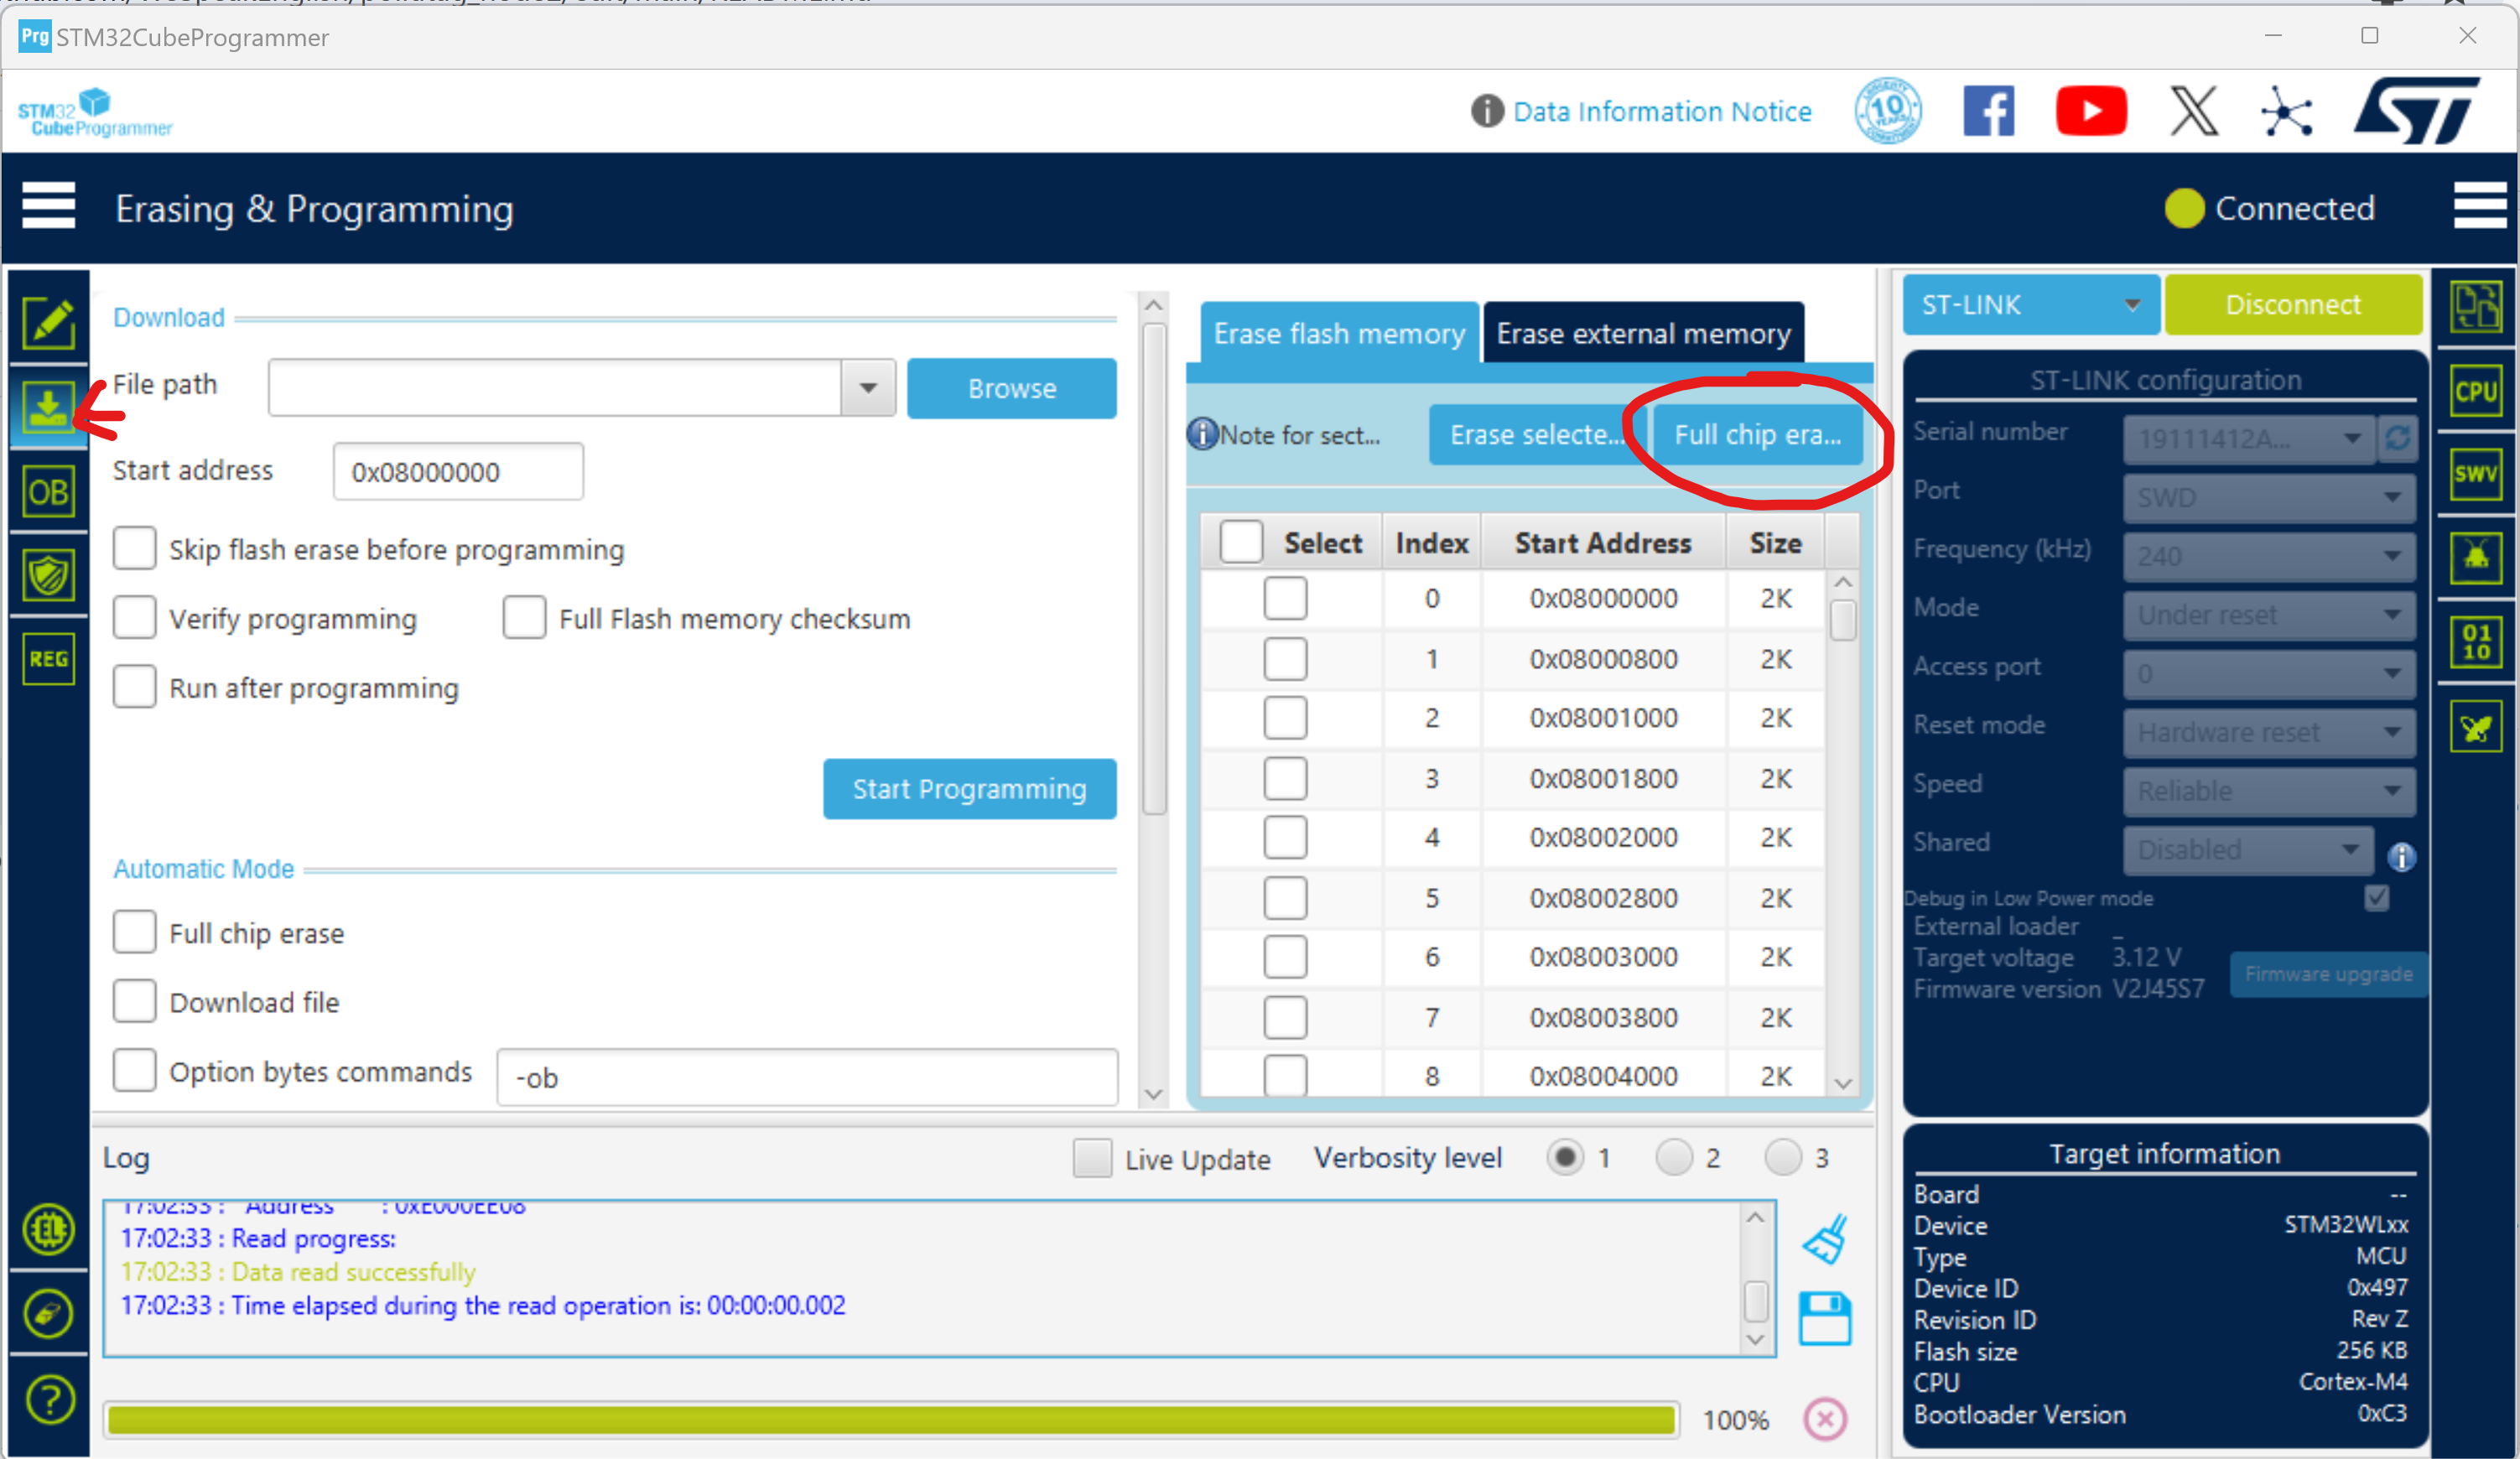 Prg STM32CubeProgrammer
STM32
CubeProgrammer
Data Information Notice
10
ST
Erasing & Programming
Connected
Download
File path
Browse
Start address
0x08000000
Skip flash erase before programming
Verify programming
Full Flash memory checksum
Run after programming
Start Programming
Automatic Mode
Full chip erase
Download file
Option bytes commands
-ob
OB
REG
Erase flash memory
Erase external memory
Note for sect...
Erase selecte...
Full chip era...
Select Index Start Address Size
0 0x08000000 2K
1 0x08000800 2K
2 0x08001000 2K
3 0x08001800 2K
4 0x08002000 2K
5 0x08002800 2K
6 0x08003000 2K
7 0x08003800 2K
8 0x08004000 2K
ST-LINK
Disconnect
ST-LINK configuration
Serial number 19111412A...
Port SWD
Frequency (kHz) 240
Mode Under reset
Access port 0
Reset mode Hardware reset
Speed Reliable
Shared Disabled
Debug in Low Power mode
External loader _
Target voltage 3.12 V
Firmware version V2J45S7
Firmware upgrade
CPU
SWV
01
10
Log
Live Update
Verbosity level 1 2 3
17:02:33 : Address : 0xE000EE08
17:02:33 : Read progress:
17:02:33 : Data read successfully
17:02:33 : Time elapsed during the read operation is: 00:00:00.002
100%
Target information
Board --
Device STM32WLxx
Type MCU
Device ID 0x497
Revision ID Rev Z
Flash size 256 KB
CPU Cortex-M4
Bootloader Version 0xC3